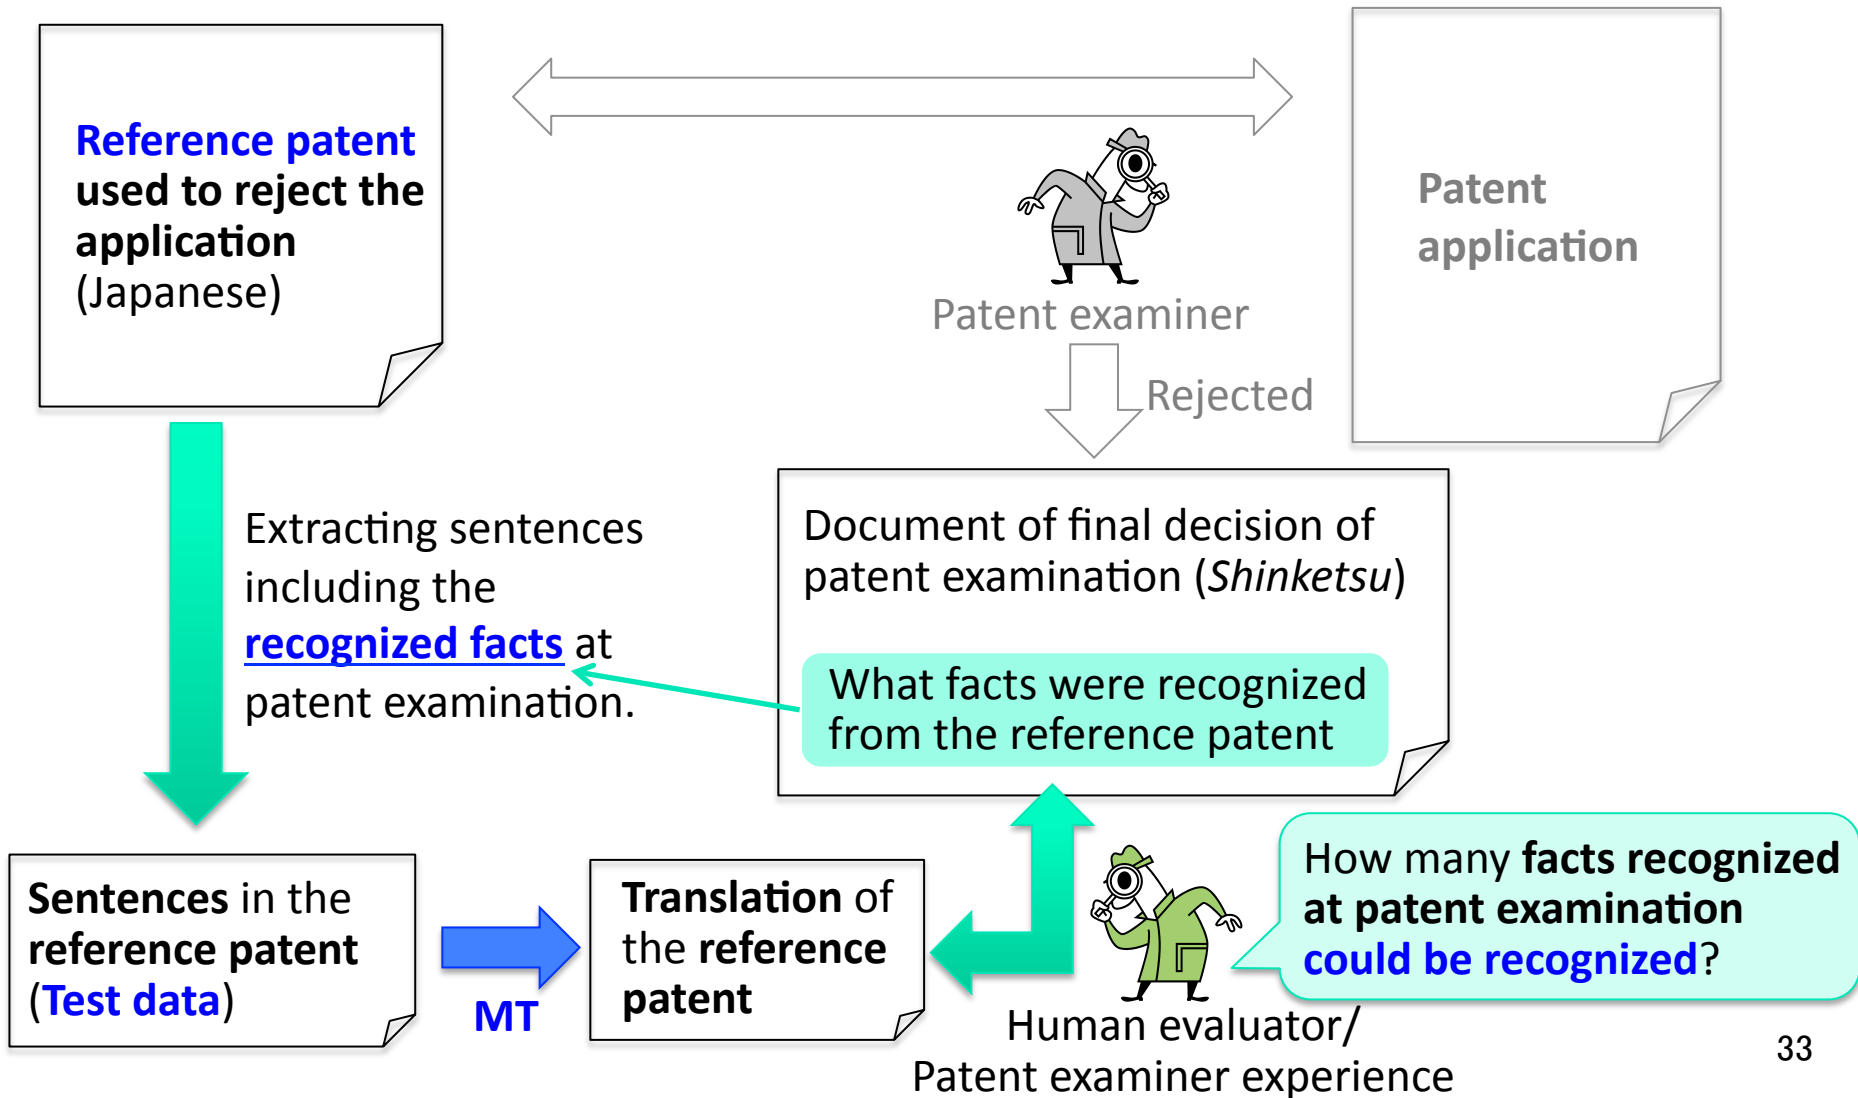 Reference patent
used to reject the
application
(Japanese)
Patent examiner
Rejected
Patent
application
Extracting sentences
including the
recognized facts at
patent examination.
Document of final decision of
patent examination (Shinketsu)
What facts were recognized
from the reference patent
Sentences in the
reference patent
(Test data)
MT
Translation of
the reference
patent
Human evaluator/
Patent examiner experience
How many facts recognized
at patent examination
could be recognized?
33